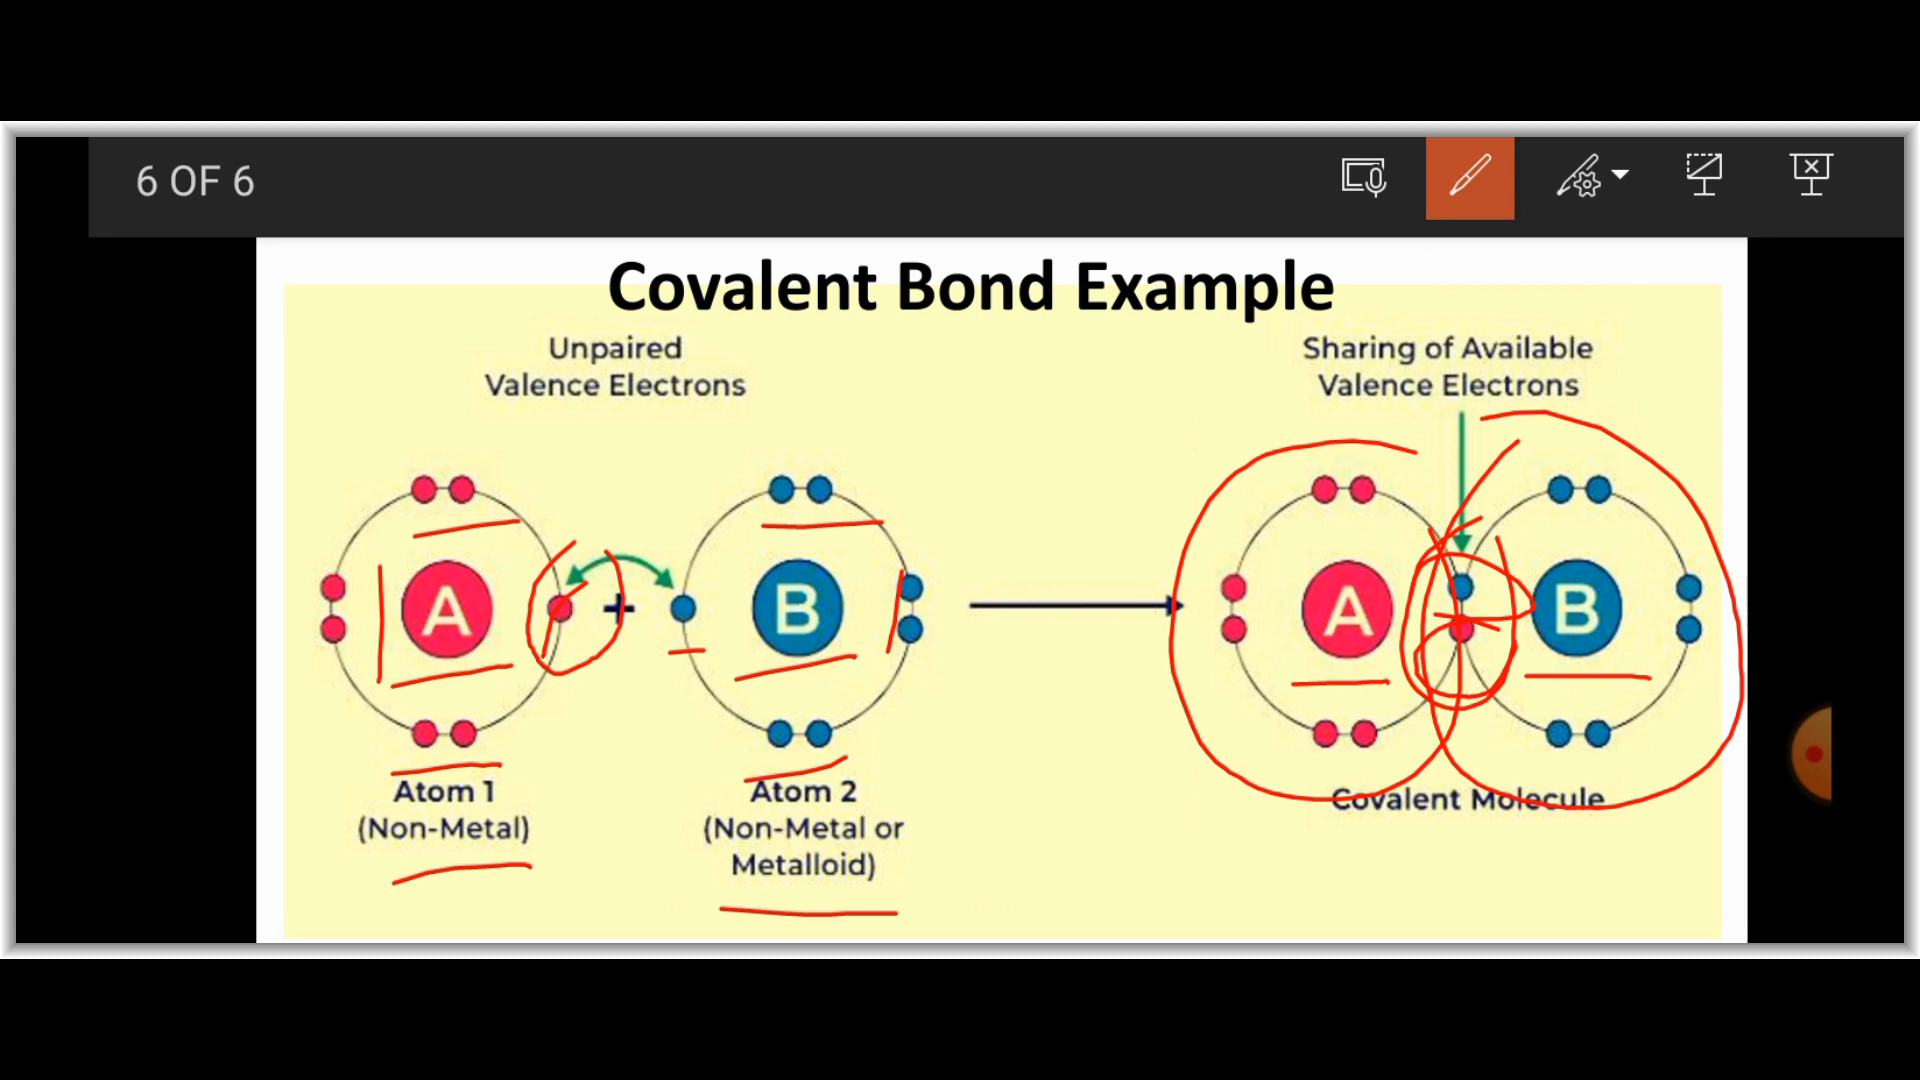 6 OF 6
Covalent Bond Example
Unpaired
Valence Electrons
Sharing of Available
Valence Electrons
A
+
B
A
B
Atom 1
(Non-Metal)
Atom 2
(Non-Metal or
Metalloid)
Covalent Molecule